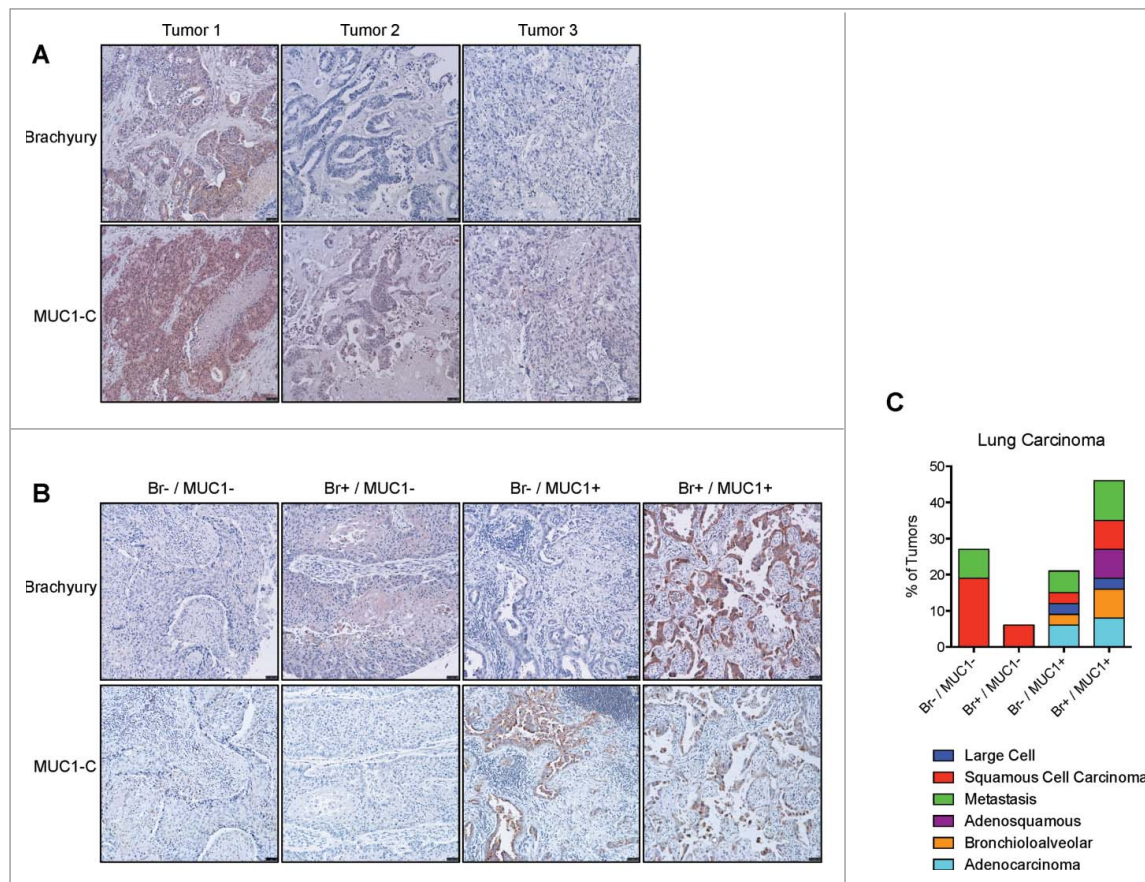 A
Tumor 1 Tumor 2 Tumor 3
Brachyury
MUC1-C
B
Br- / MUC1- Br+ / MUC1- Br- / MUC1+ Br+ / MUC1+
Brachyury
MUC1-C
C
Lung Carcinoma
% of Tumors
50
40
30
20
10
0
Br- / MUC1-
Br+ / MUC1-
Br- / MUC1+
Br+ / MUC1+
Large Cell
Squamous Cell Carcinoma
Metastasis
Adenosquamous
Bronchioloalveolar
Adenocarcinoma